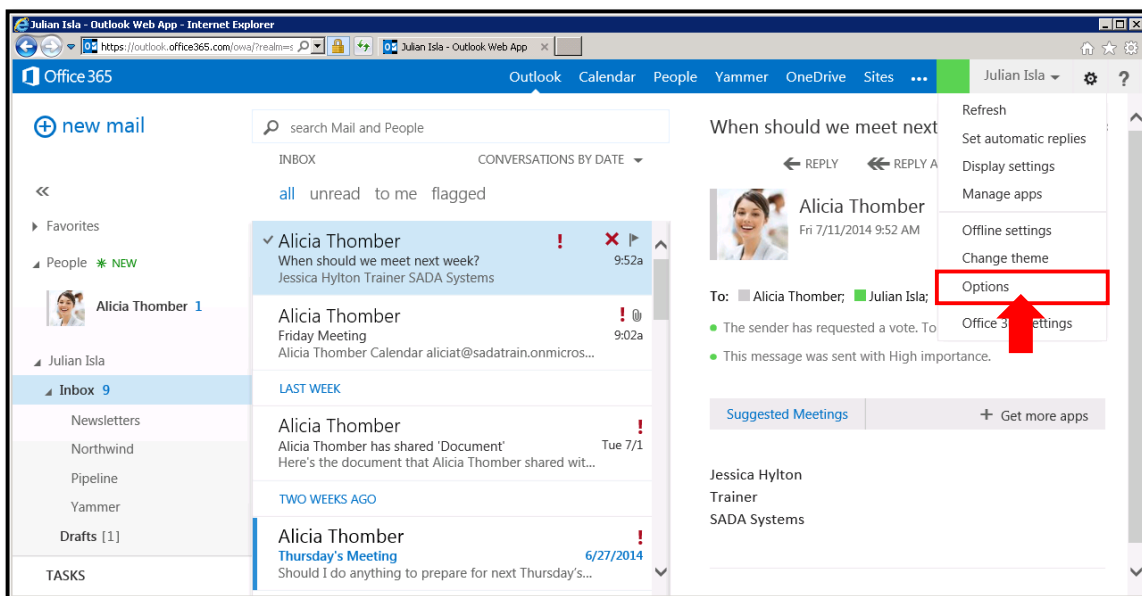 Julian Isla - Outlook Web App - Internet Explorer
https://outlook.office365.com/owa/?realm=s
Julian Isla - Outlook Web App
Office 365
Outlook Calendar People Yammer OneDrive Sites ••• Julian Isla ?
new mail
«
Favorites
People * NEW
Alicia Thomber 1
Julian Isla
Inbox 9
Newsletters
Northwind
Pipeline
Yammer
Drafts [1]
TASKS
search Mail and People
INBOX CONVERSATIONS BY DATE
all unread to me flagged
Alicia Thomber
When should we meet next week? 9:52a
Jessica Hylton Trainer SADA Systems
Alicia Thomber
Friday Meeting 9:02a
Alicia Thomber Calendar aliciat@sadatrain.onmicros...
LAST WEEK
Alicia Thomber
Alicia Thomber has shared 'Document' Tue 7/1
Here's the document that Alicia Thomber shared wit...
TWO WEEKS AGO
Alicia Thomber
Thursday's Meeting 6/27/2014
Should I do anything to prepare for next Thursday's...
When should we meet next
REPLY REPLY A
Alicia Thomber
Fri 7/11/2014 9:52 AM
To: Alicia Thomber; Julian Isla;
• The sender has requested a vote. To
• This message was sent with High importance.
Suggested Meetings + Get more apps
Jessica Hylton
Trainer
SADA Systems
Refresh
Set automatic replies
Display settings
Manage apps
Offline settings
Change theme
Options
Office 3 ettings